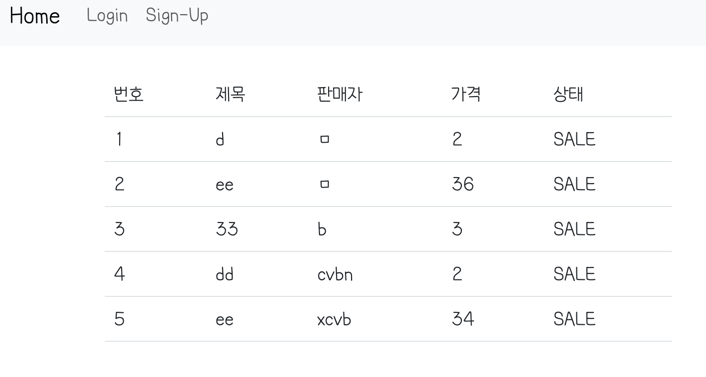 Home Login Sign-Up
번호 제목 판매자 가격 상태
1 d ㅁ 2 SALE
2 ee ㅁ 36 SALE
3 33 b 3 SALE
4 dd cvbn 2 SALE
5 ee xcvb 34 SALE